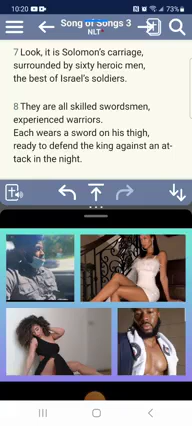 10:20
73%
Song of Songs 3
NLT
7 Look, it is Solomon's carriage,
surrounded by sixty heroic men,
the best of Israel's soldiers.
8 They are all skilled swordsmen,
experienced warriors.
Each wears a sword on his thigh,
ready to defend the king against an at-
tack in the night.